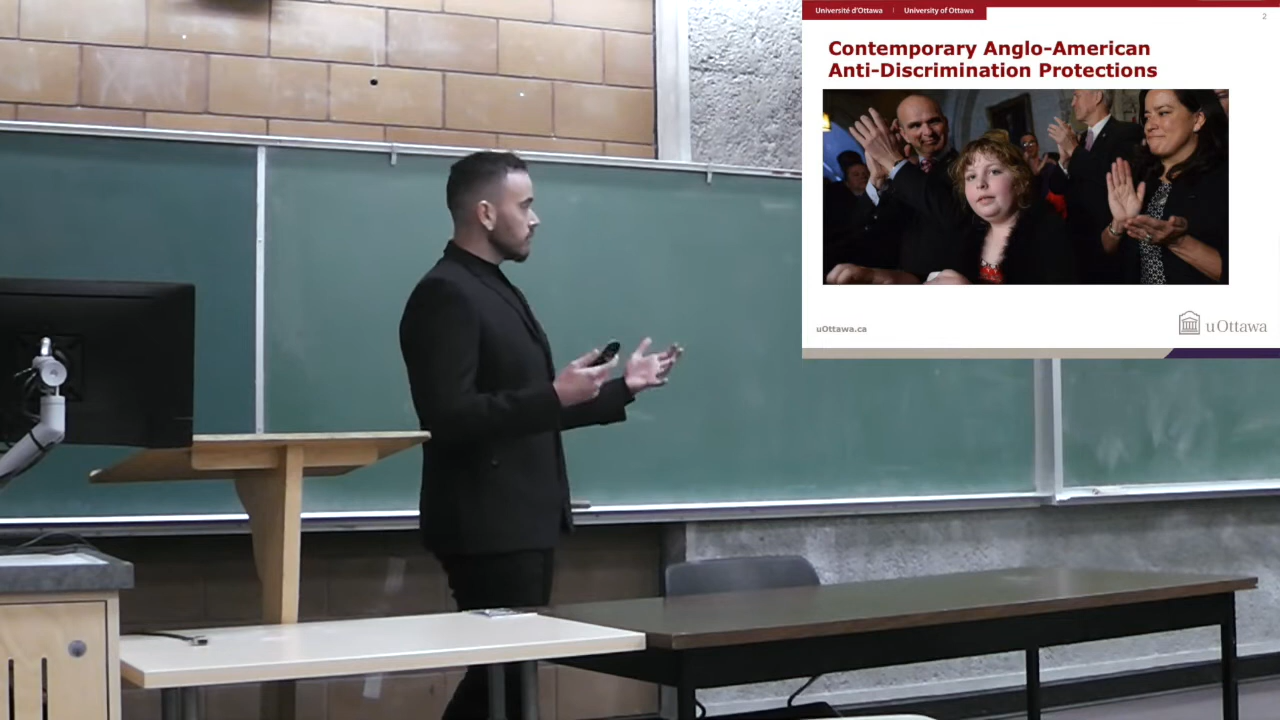 Université d'Ottawa | University of Ottawa
2
Contemporary Anglo-American
Anti-Discrimination Protections
uOttawa.ca
uOttawa